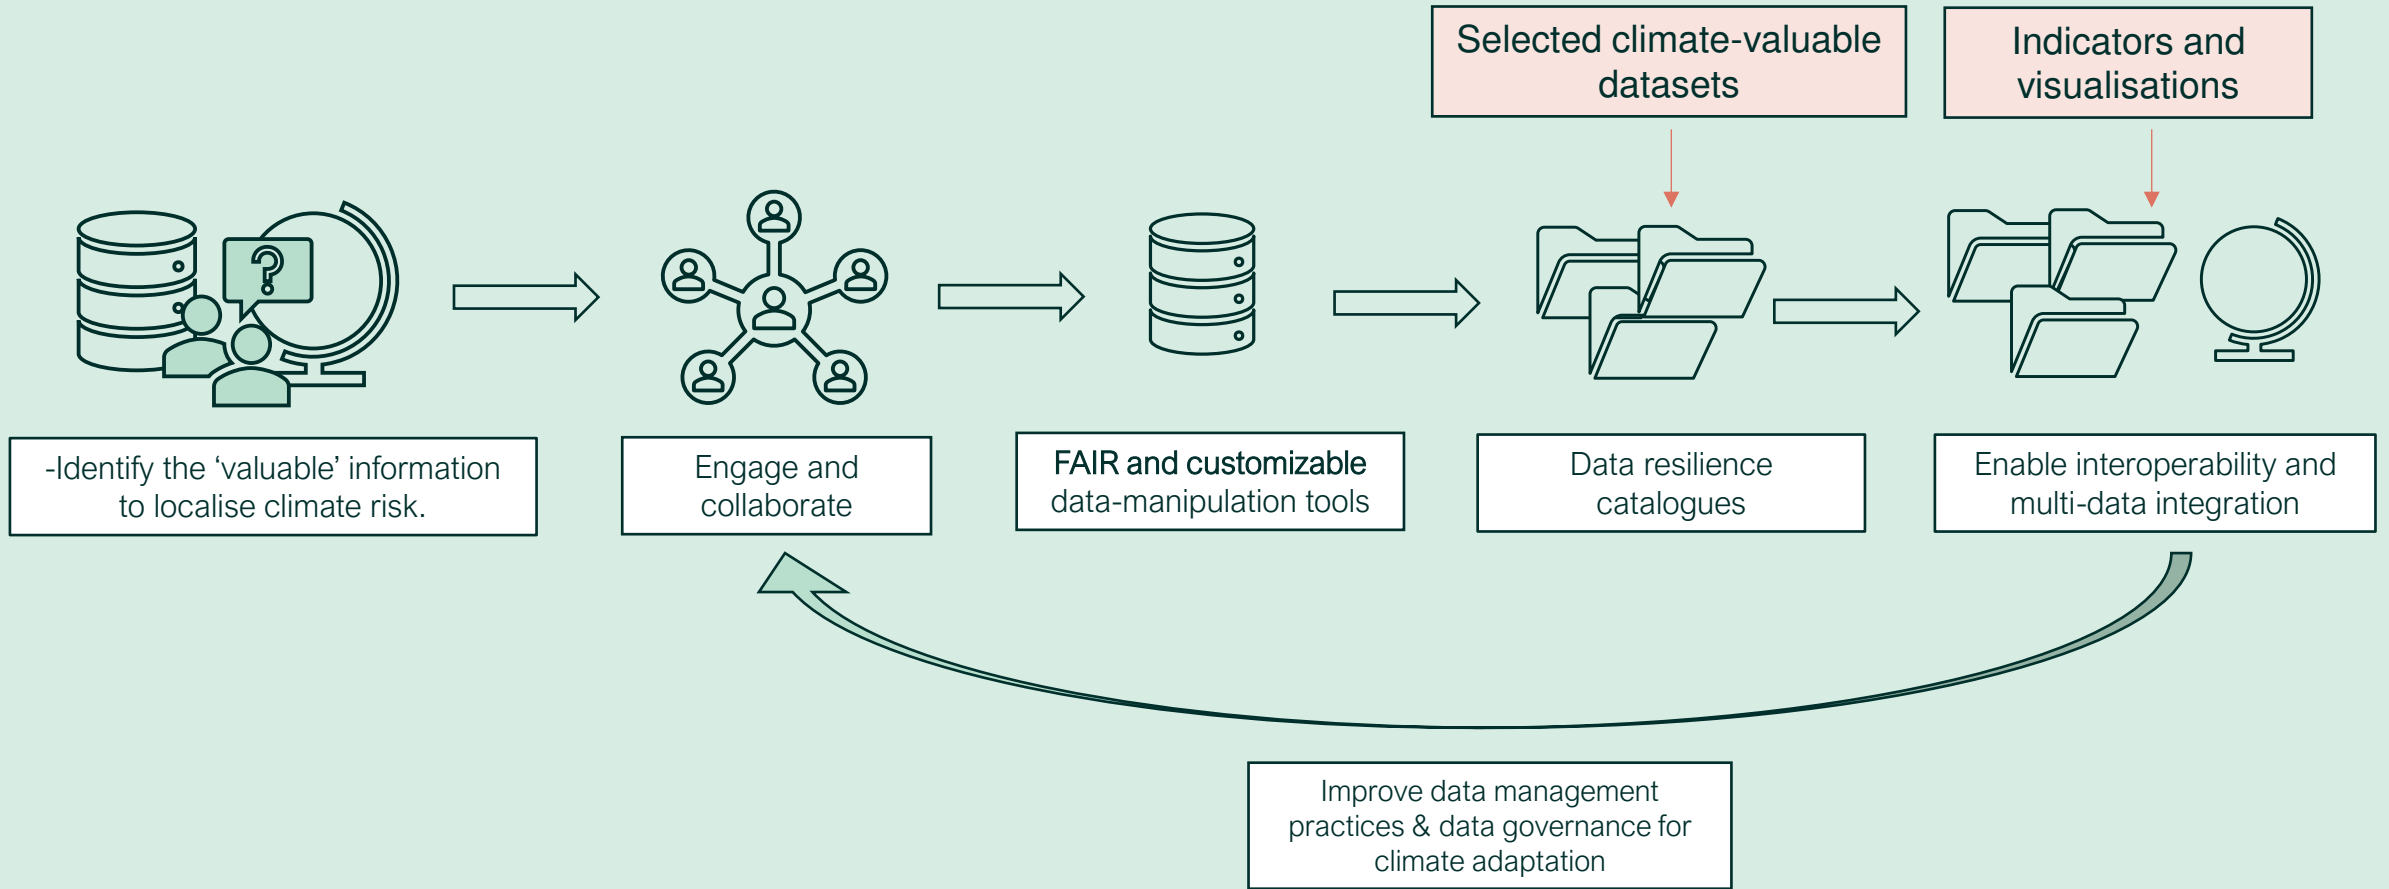 Selected climate-valuable
datasets
Indicators and
visualisations
?
-Identify the ‘valuable’ information
to localise climate risk.
Engage and
collaborate
FAIR and customizable
data-manipulation tools
Data resilience
catalogues
Enable interoperability and
multi-data integration
Improve data management
practices & data governance for
climate adaptation